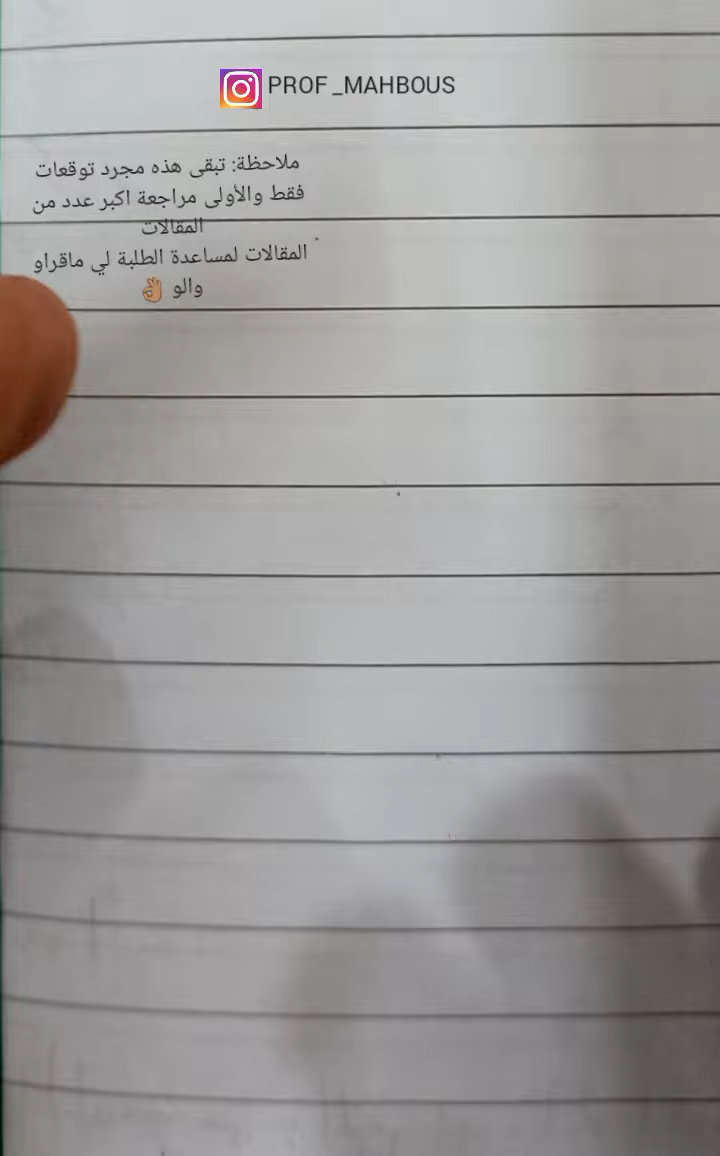 PROF_MAHBOUS
ملاحظة: تبقى هذه مجرد توقعات
فقط والأولى مراجعة اكبر عدد من
المقالات
المقالات لمساعدة الطلبة لي ماقراو
والو 👌